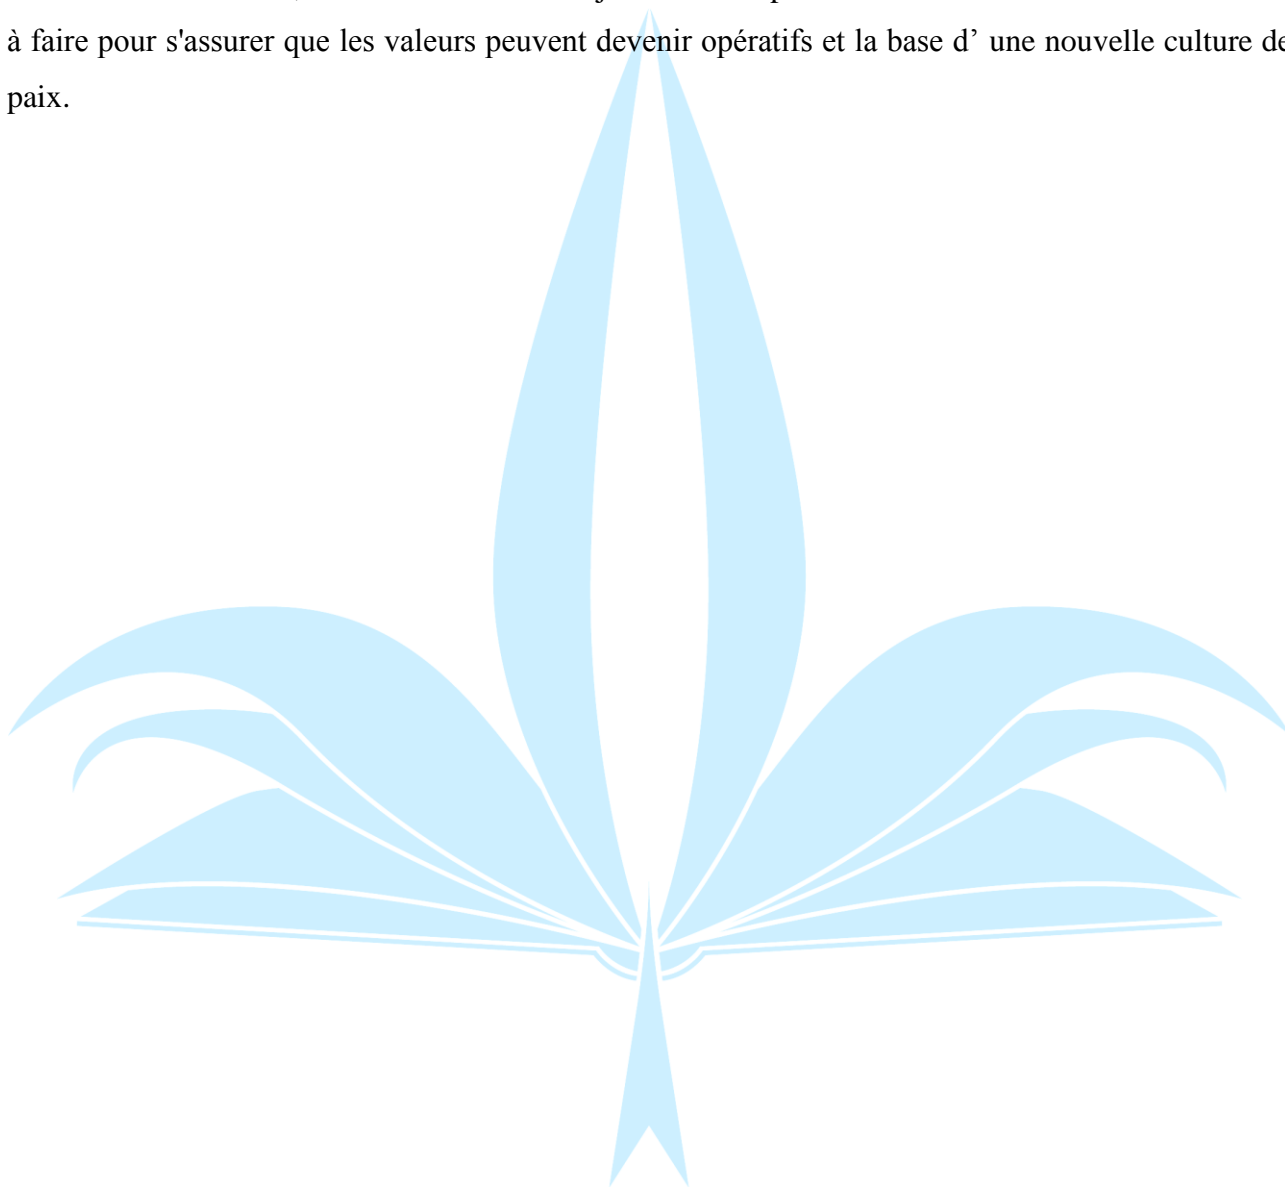 à faire pour s'assurer que les valeurs peuvent devenir opératifs et la base d’ une nouvelle culture de
paix.